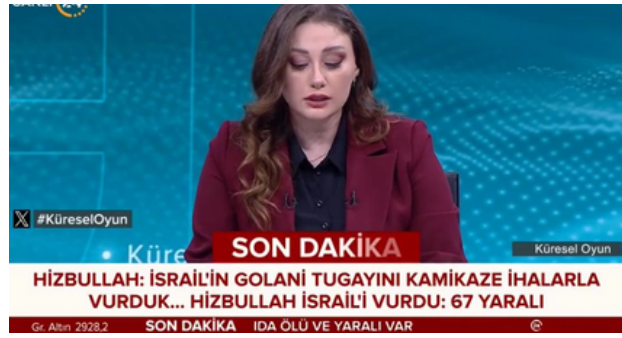 #KüreselOyun
Küre
SON DAKİKA
Küresel Oyun
HİZBULLAH: İSRAİL'İN GOLANİ TUGAYINI KAMİKAZE İHALARLA
VURDUK... HİZBULLAH İSRAİL'İ VURDU: 67 YARALI
Gr. Altın 2928,2 SON DAKİKA IDA ÖLÜ VE YARALI VAR